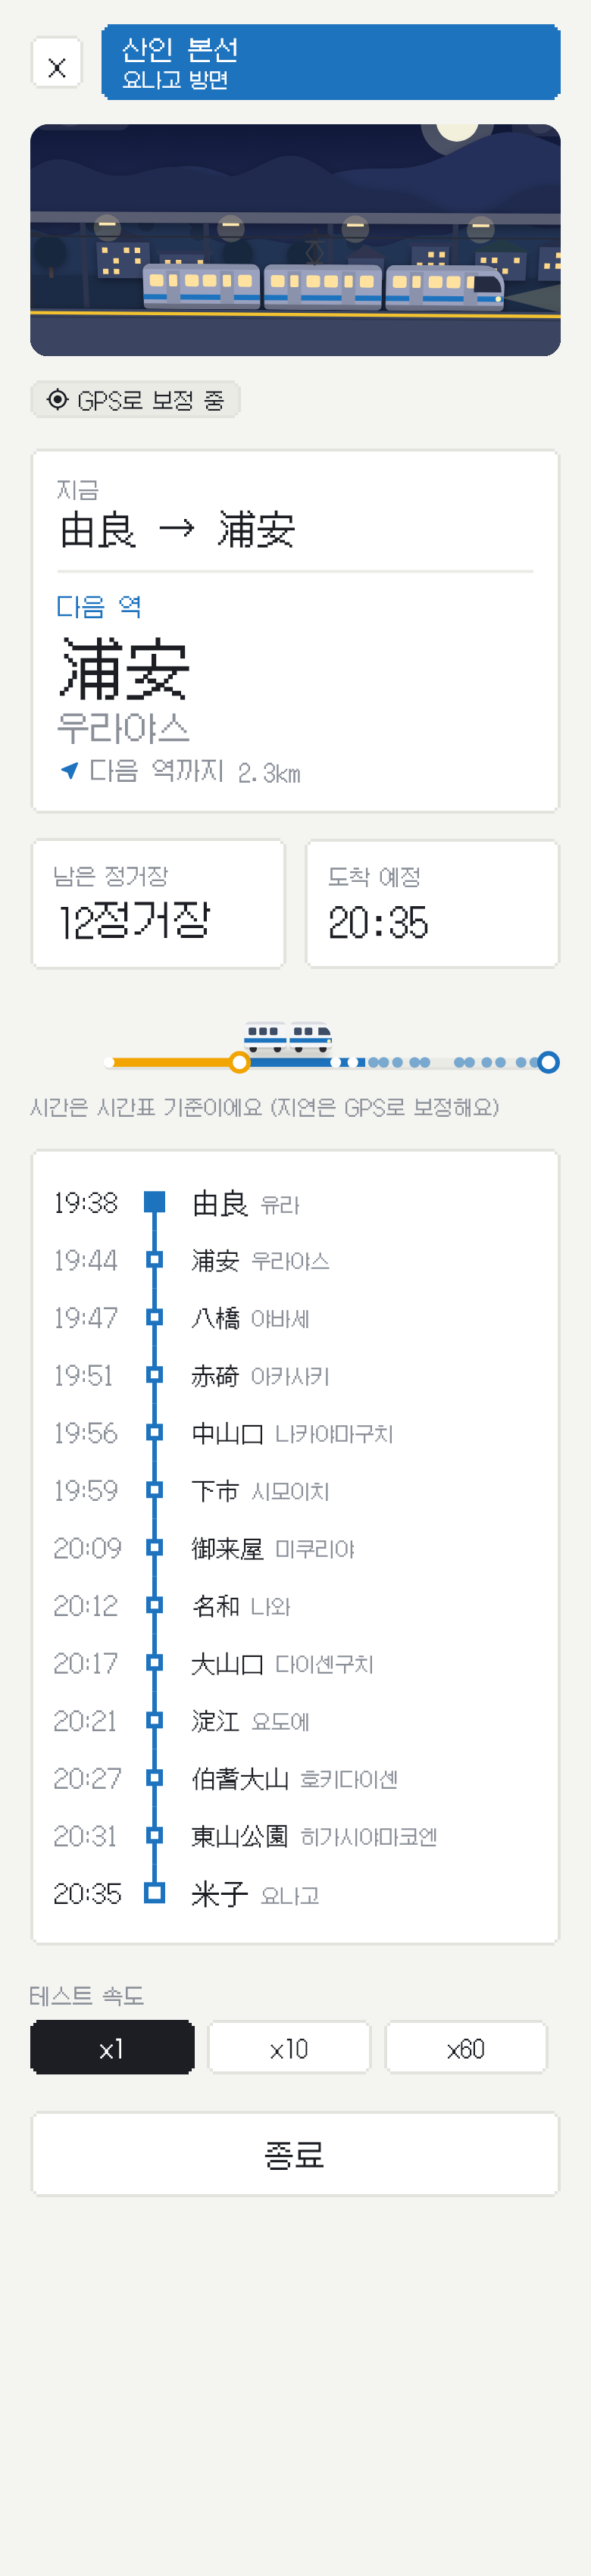 x
산인 본선
요나고 방면
GPS로 보정 중
지금
由良 → 浦安
다음 역
浦安
우라야스
다음 역까지 2.3km
남은 정거장
12정거장
도착 예정
20:35
시간은 시간표 기준이에요 (지연은 GPS로 보정해요)
19:38 由良 유라
19:44 浦安 우라야스
19:47 八橋 야바세
19:51 赤碕 아카사키
19:56 中山口 나카야마구치
19:59 下市 시모이치
20:09 御来屋 미쿠리야
20:12 名和 나와
20:17 大山口 다이센구치
20:21 淀江 요도에
20:27 伯耆大山 호키다이센
20:31 東山公園 히가시야마코엔
20:35 米子 요나고
테스트 속도
x1
x10
x60
종료